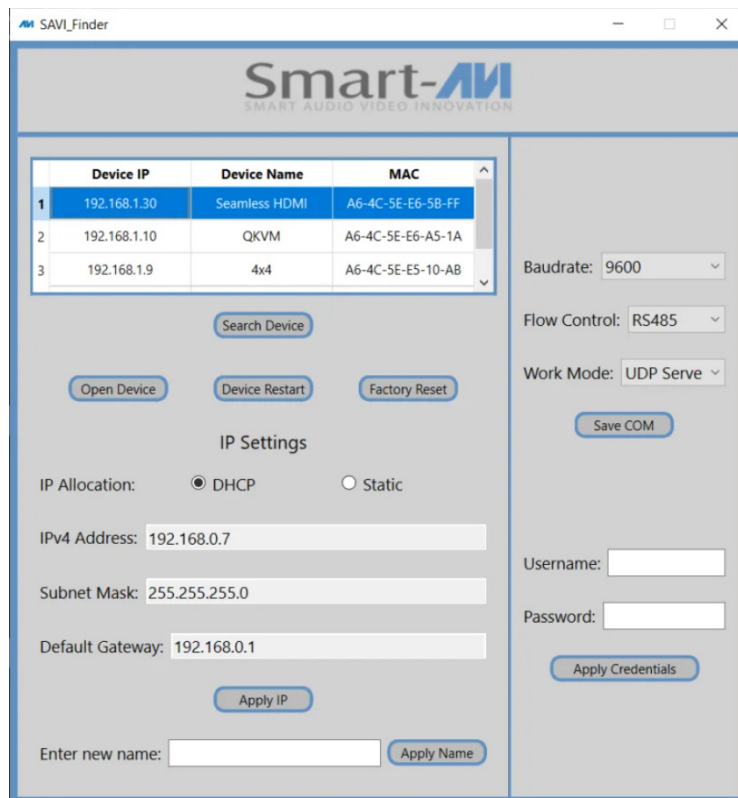 SAVI_Finder
Smart-AVI
SMART AUDIO VIDEO INNOVATION
Device IP Device Name MAC
1 192.168.1.30 Seamless HDMI A6-4C-5E-E6-5B-FF
2 192.168.1.10 QKVM A6-4C-5E-E6-A5-1A
3 192.168.1.9 4x4 A6-4C-5E-E5-10-AB
Search Device
Open Device Device Restart Factory Reset
IP Settings
IP Allocation: DHCP Static
IPv4 Address: 192.168.0.7
Subnet Mask: 255.255.255.0
Default Gateway: 192.168.0.1
Apply IP
Enter new name: Apply Name
Baudrate: 9600
Flow Control: RS485
Work Mode: UDP Serve
Save COM
Username:
Password:
Apply Credentials